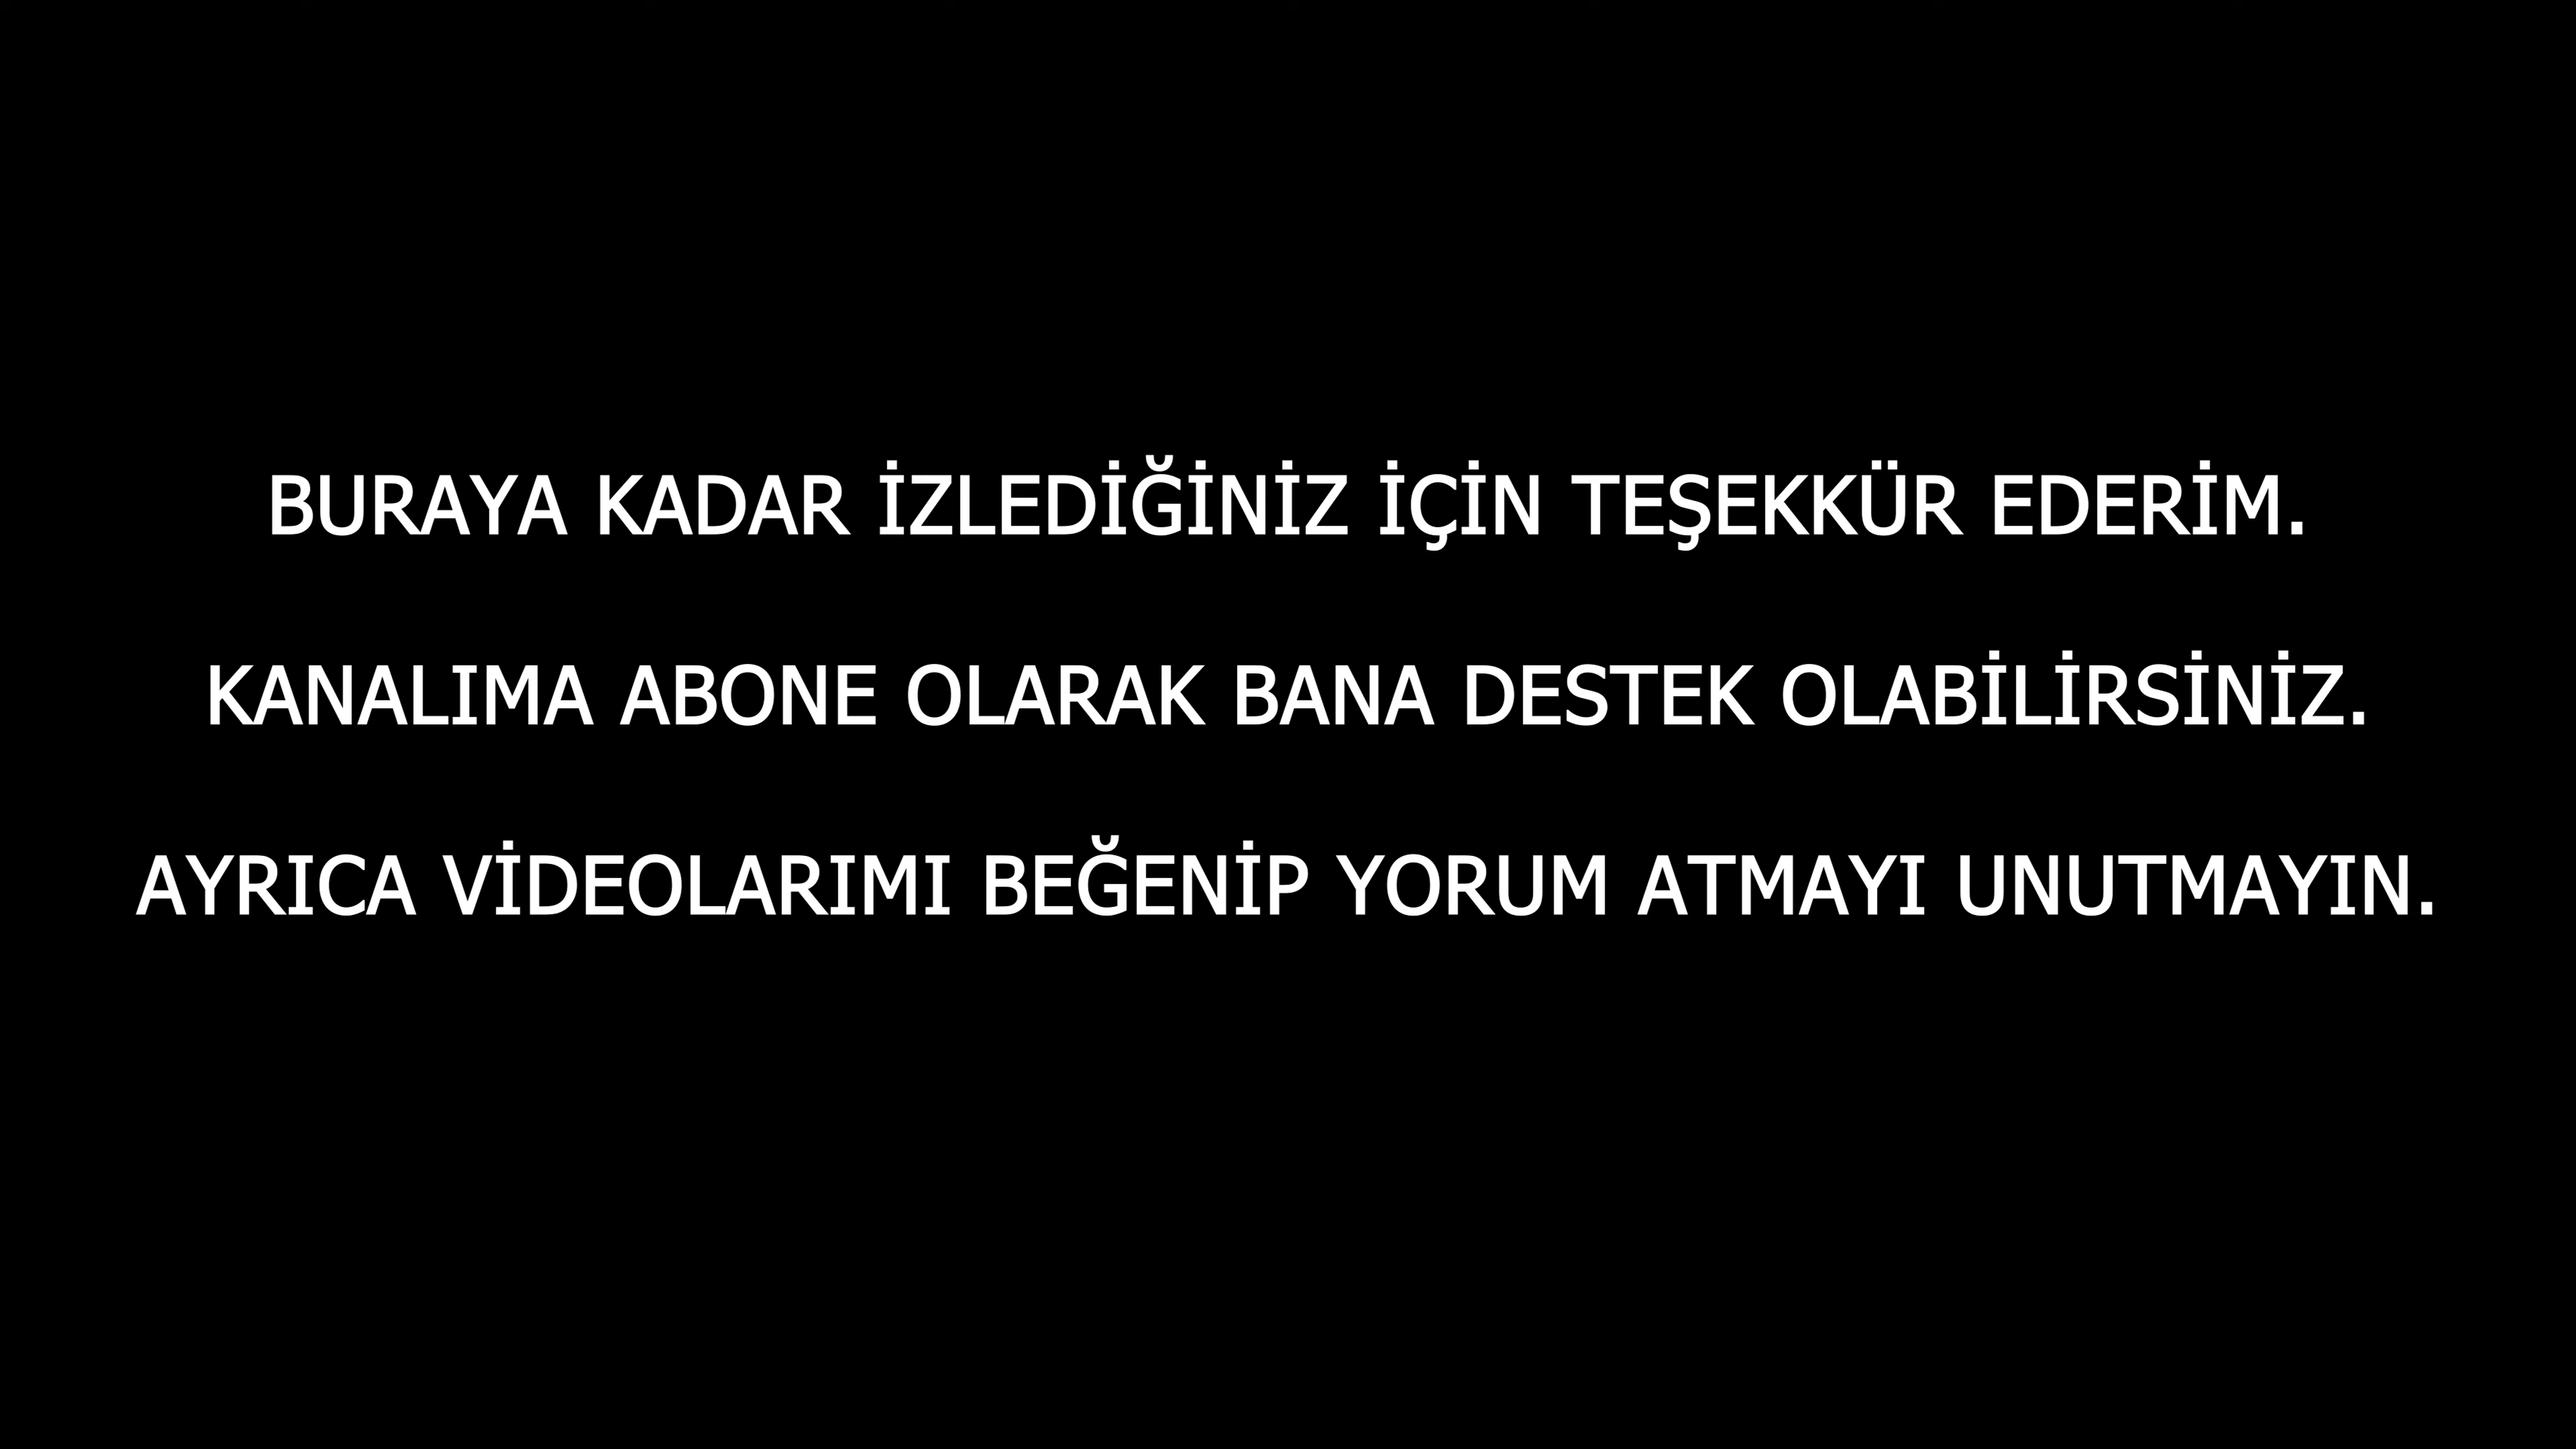 BURAYA KADAR İZLEDİĞİNİZ İÇİN TEŞEKKÜR EDERİM.
KANALIMA ABONE OLARAK BANA DESTEK OLABİLİRSİNİZ.
AYRICA VİDEOLARIMI BEĞENİP YORUM ATMAYI UNUTMAYIN.